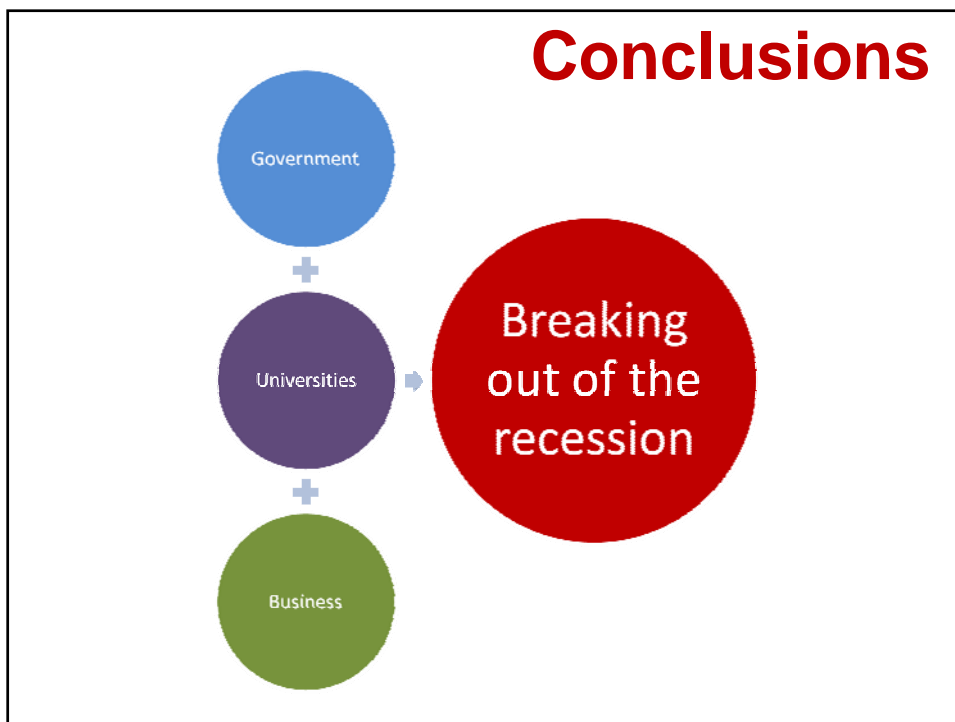 Conclusions
Government
Universities
Business
Breaking
out of the
recession